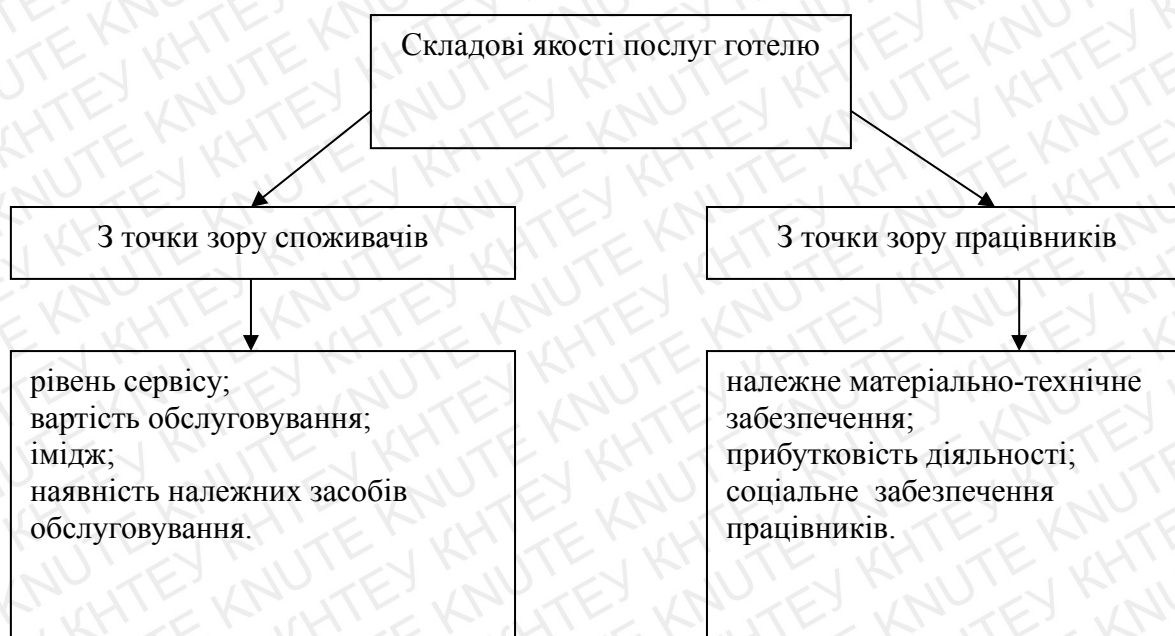 Складові якості послуг готелю
З точки зору споживачів
З точки зору працівників
рівень сервісу;
вартість обслуговування;
імідж;
наявність належних засобів
обслуговування.
належне матеріально-технічне
забезпечення;
прибутковість діяльності;
соціальне забезпечення
працівників.